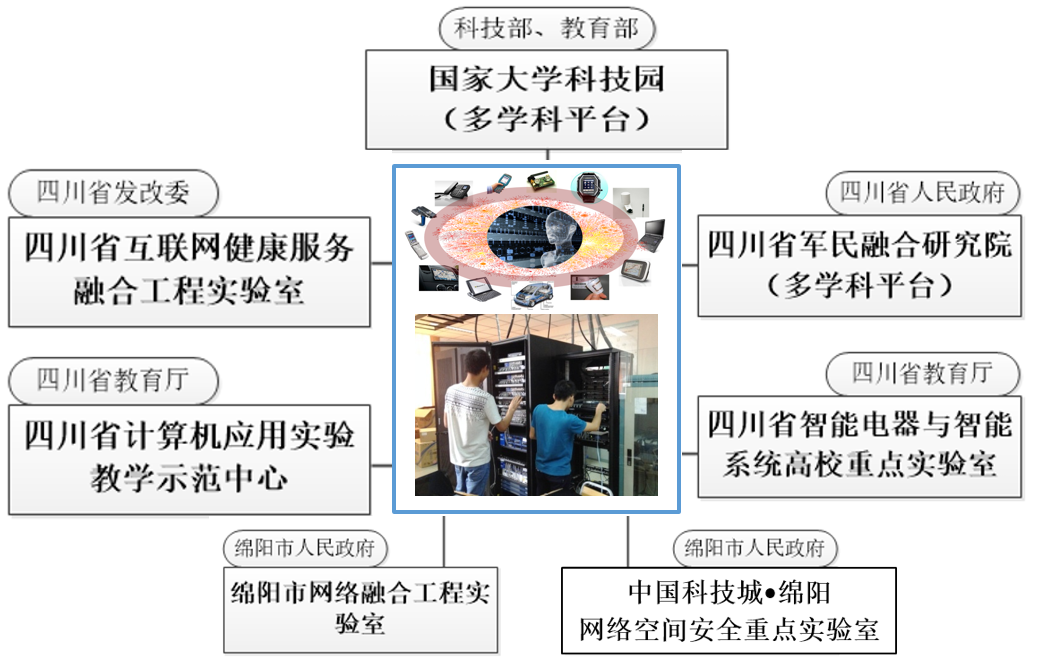 科技部、教育部
国家大学科技园
（多学科平台）
四川省发改委
四川省互联网健康服务
融合工程实验室
四川省人民政府
四川省军民融合研究院
（多学科平台）
四川省教育厅
四川省计算机应用实验
教学示范中心
四川省教育厅
四川省智能电器与智能
系统高校重点实验室
绵阳市人民政府
绵阳市网络融合工程实
验室
绵阳市人民政府
中国科技城•绵阳
网络空间安全重点实验室